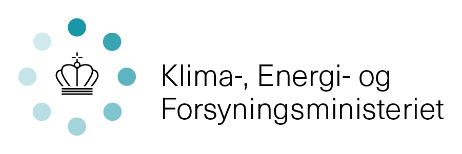 Klima-, Energi- og
Forsyningsministeriet